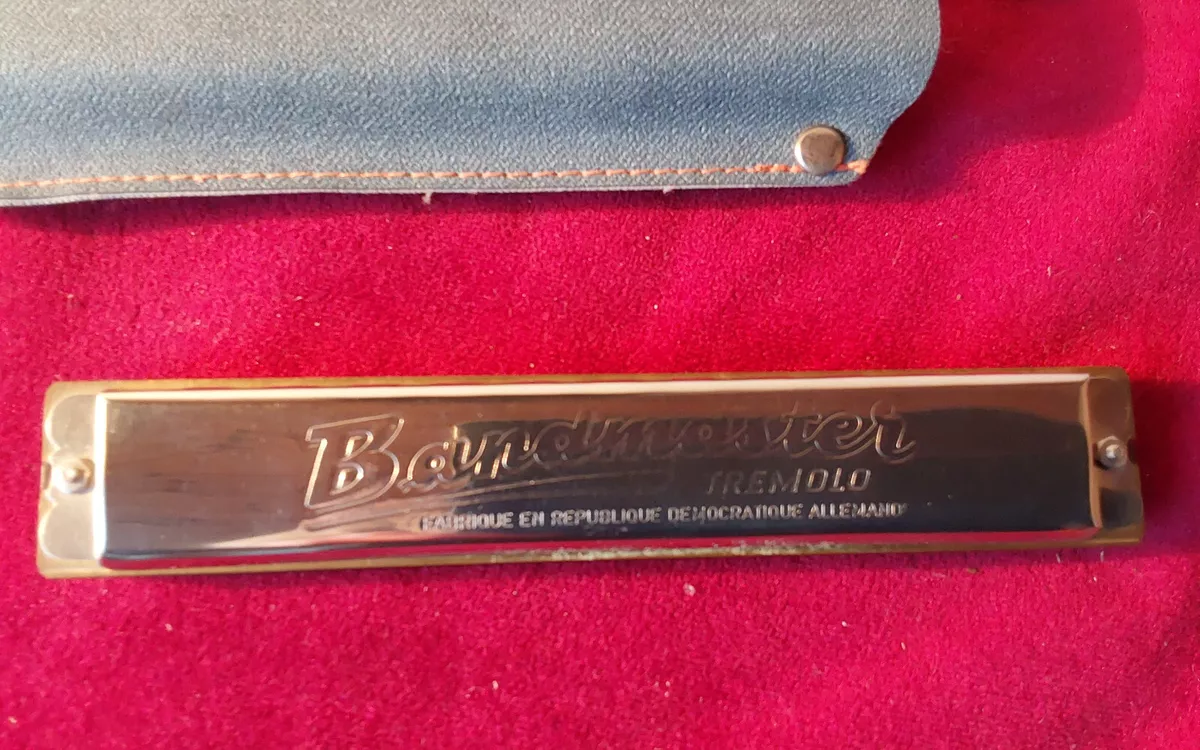 Bandmaster
TREMOLO
FABRIQUE EN REPUBLIQUE DEMOCRATIQUE ALLEMANDE